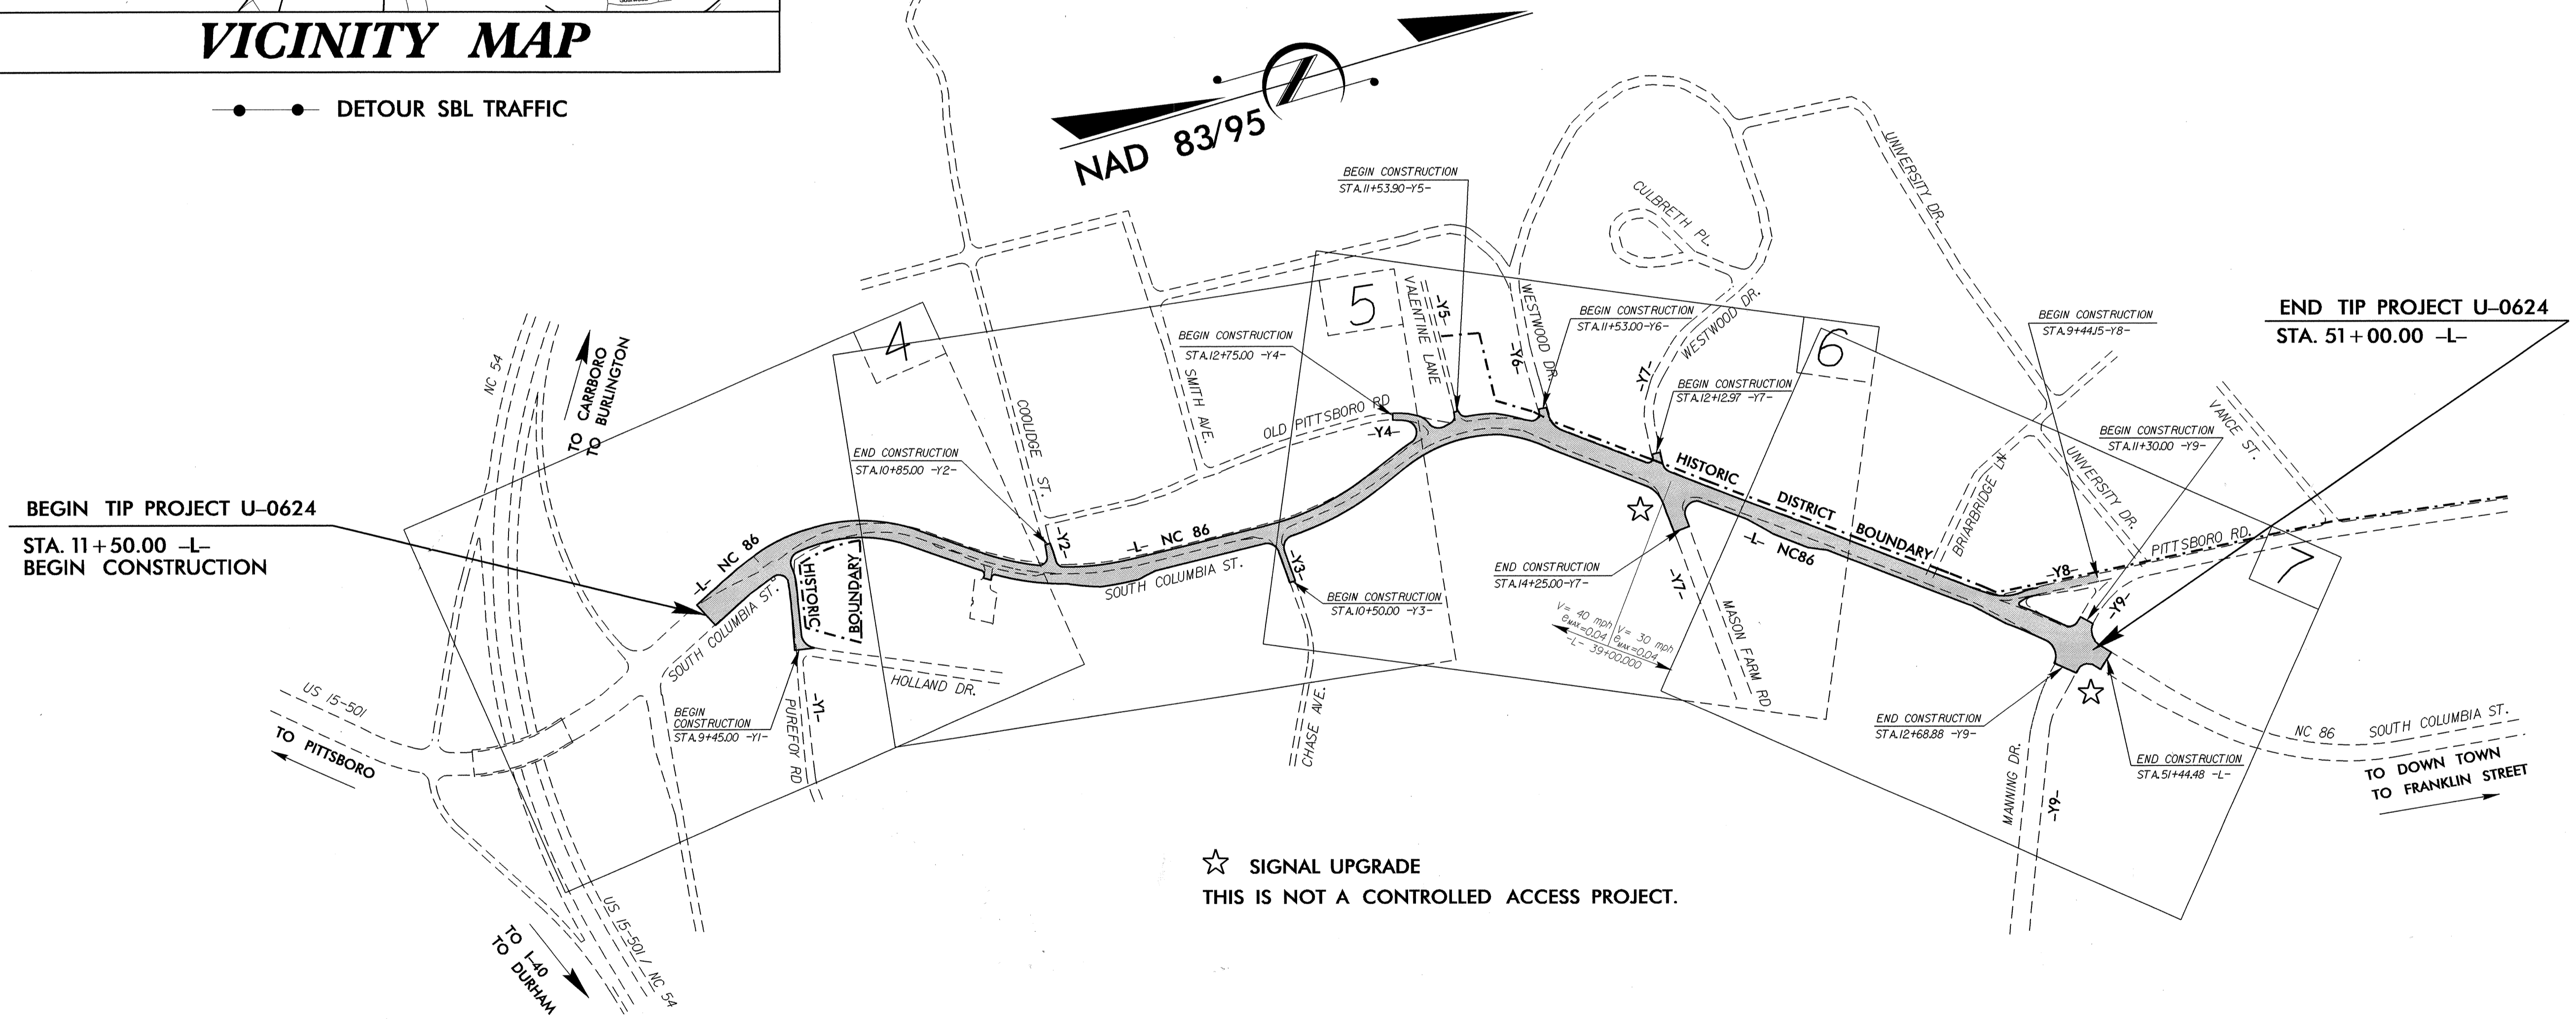 VICINITY MAP
DETOUR SBL TRAFFIC
NAD 83/95
BEGIN TIP PROJECT U-0624
STA. 11+50.00 -L-
BEGIN CONSTRUCTION
NC 54
TO CARRBORO
TO BURLINGTON
US 15-501
TO PITTSBORO
TO I-40
TO DURHAM
US 15-501 / NC 54
-L- NC 86
SOUTH COLUMBIA ST.
HISTORIC
BOUNDARY
BEGIN
CONSTRUCTION
STA.9+45.00 -Y1-
PUREFOY RD
-Y1-
HOLLAND DR.
4
END CONSTRUCTION
STA.10+85.00 -Y2-
COOLIDGE ST.
-Y2-
SMITH AVE.
-L- NC 86
SOUTH COLUMBIA ST.
OLD PITTSBORO RD
-Y4-
BEGIN CONSTRUCTION
STA.12+75.00 -Y4-
5
-Y3-
BEGIN CONSTRUCTION
STA.10+50.00 -Y3-
CHASE AVE.
BEGIN CONSTRUCTION
STA.11+53.90-Y5-
VALENTINE LANE
-Y5-
WESTWOOD DR.
-Y6-
BEGIN CONSTRUCTION
STA.11+53.00-Y6-
CULBRETH PL.
WESTWOOD DR.
-Y7-
BEGIN CONSTRUCTION
STA.12+12.97 -Y7-
6
HISTORIC DISTRICT BOUNDARY
-L- NC86
END CONSTRUCTION
STA.14+25.00-Y7-
-Y7-
MASON FARM RD
V= 40 mph
eMAX=0.04
V= 30 mph
eMAX=0.04
-L- 39+00.000
UNIVERSITY DR.
BRIARBRIDGE LN
UNIVERSITY DR.
BEGIN CONSTRUCTION
STA.9+44.15-Y8-
BEGIN CONSTRUCTION
STA.11+30.00 -Y9-
VANCE ST.
PITTSBORO RD.
-Y8-
-Y9-
7
END TIP PROJECT U-0624
STA. 51+00.00 -L-
END CONSTRUCTION
STA.12+68.88 -Y9-
MANNING DR.
-Y9-
END CONSTRUCTION
STA.51+44.48 -L-
NC 86 SOUTH COLUMBIA ST.
TO DOWN TOWN
TO FRANKLIN STREET
SIGNAL UPGRADE
THIS IS NOT A CONTROLLED ACCESS PROJECT.